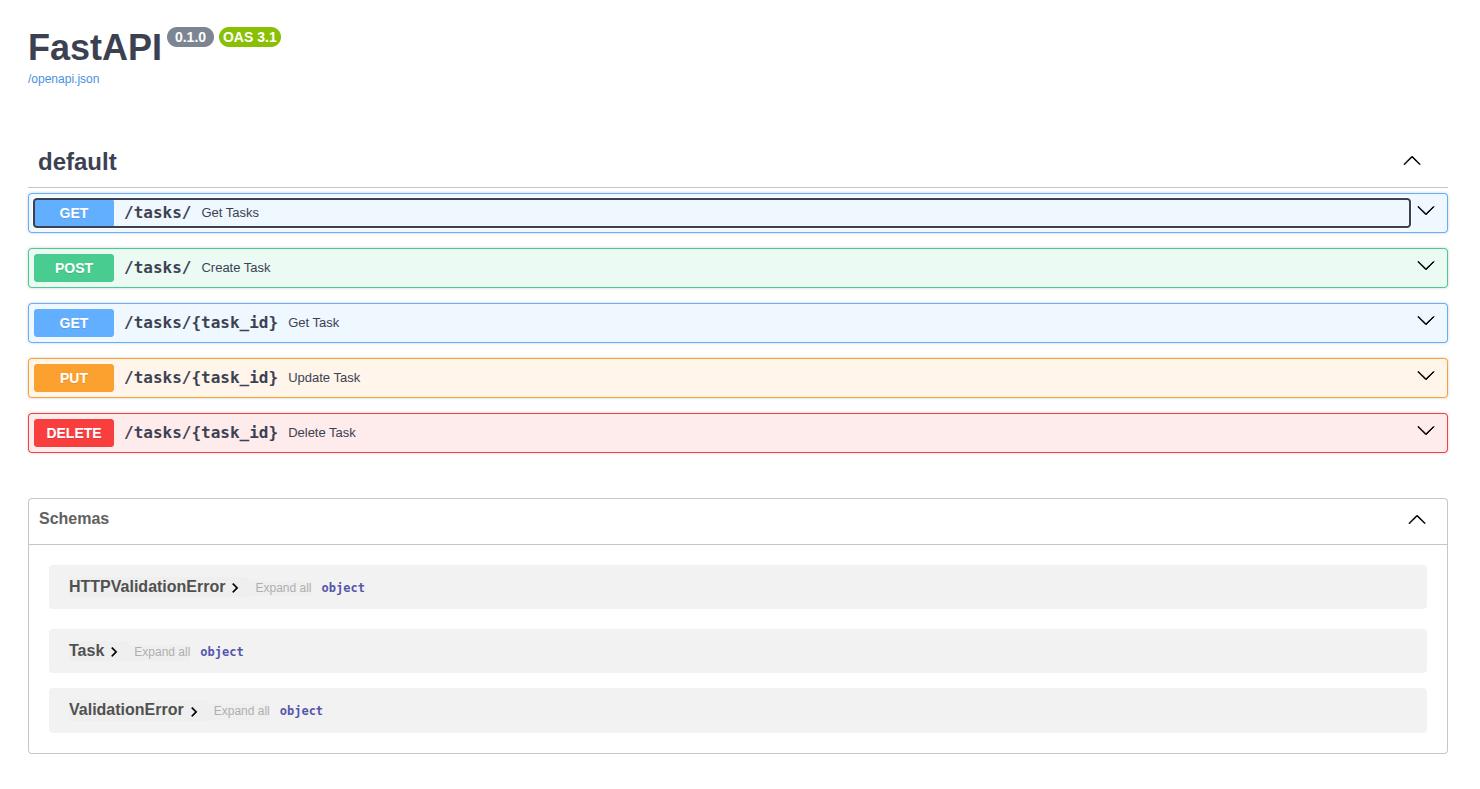 FastAPI 0.1.0 OAS 3.1
/openapi.json
default
GET /tasks/ Get Tasks
POST /tasks/ Create Task
GET /tasks/{task_id} Get Task
PUT /tasks/{task_id} Update Task
DELETE /tasks/{task_id} Delete Task
Schemas
HTTPValidationError Expand all object
Task Expand all object
ValidationError Expand all object